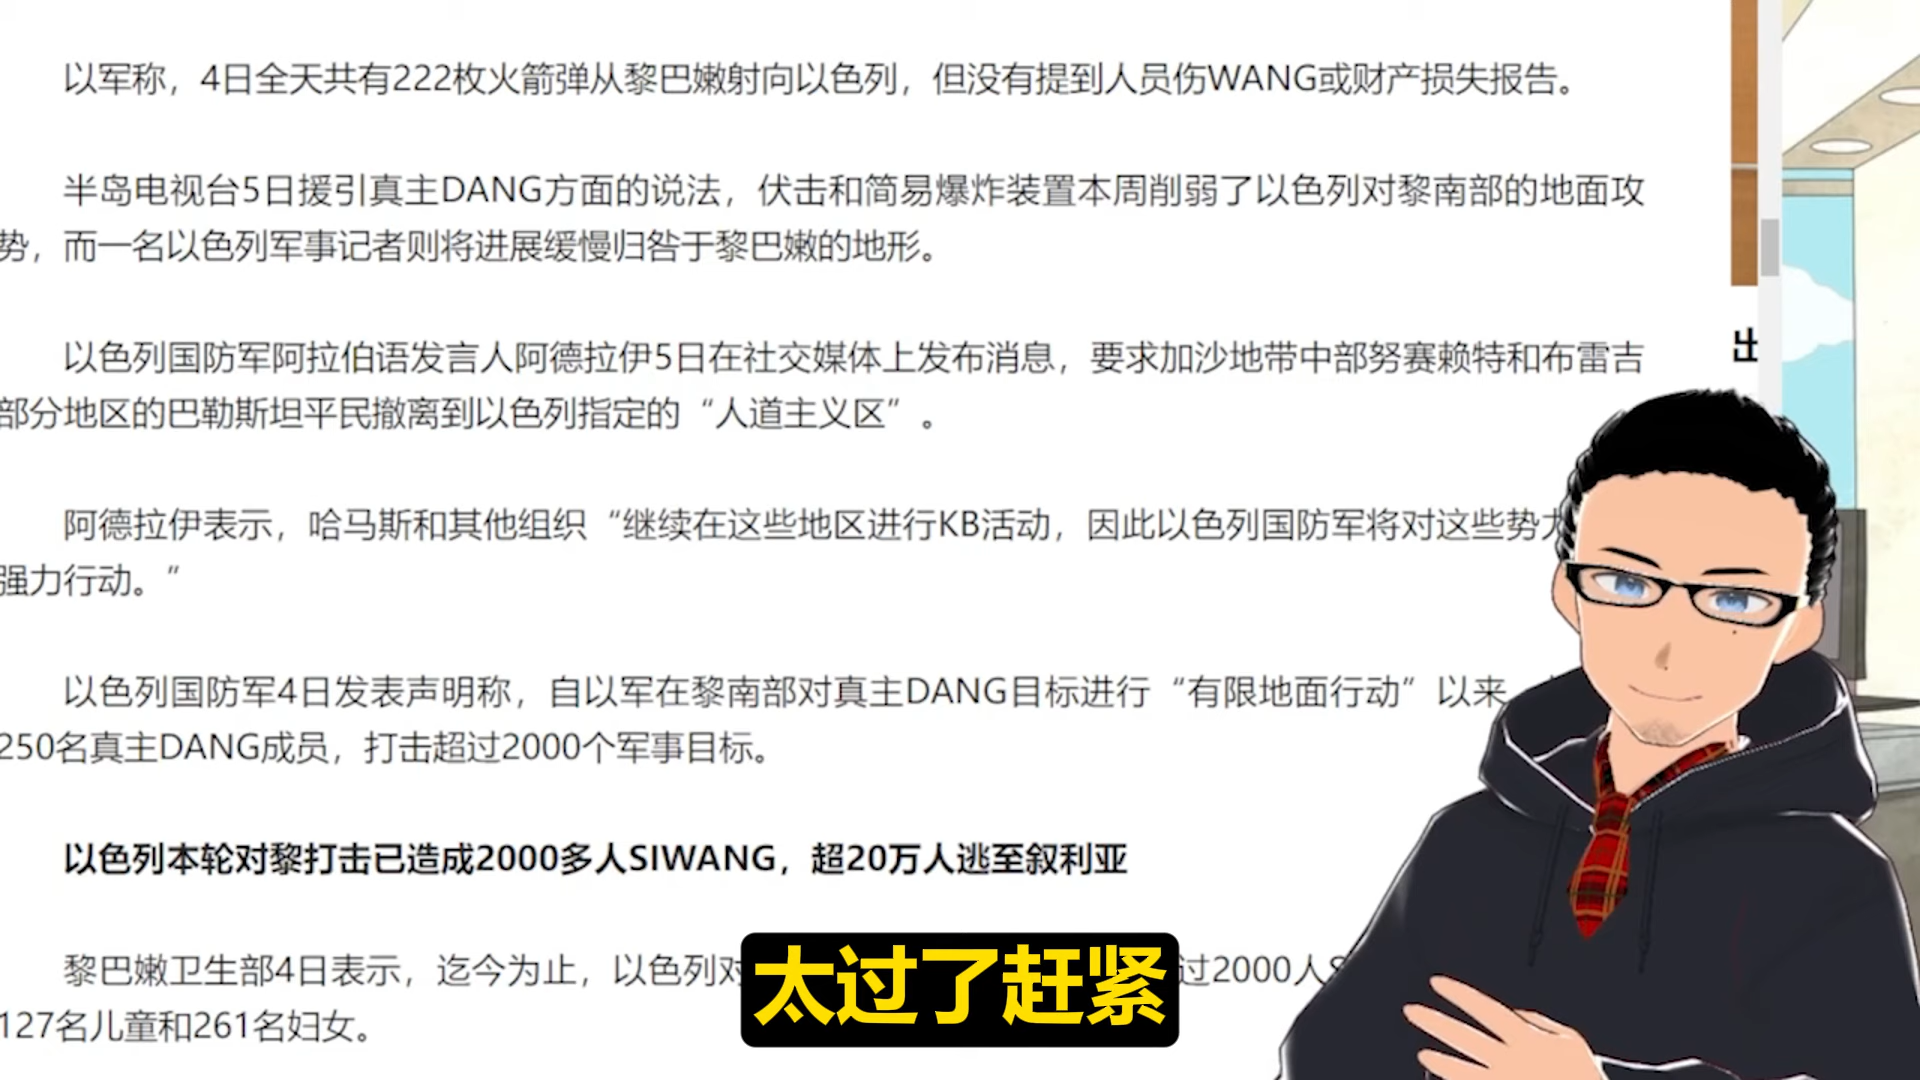 以军称，4日全天共有222枚火箭弹从黎巴嫩射向以色列，但没有提到人员伤WANG或财产损失报告。
半岛电视台5日援引真主DANG方面的说法，伏击和简易爆炸装置本周削弱了以色列对黎南部的地面攻
势，而一名以色列军事记者则将进展缓慢归咎于黎巴嫩的地形。
以色列国防军阿拉伯语发言人阿德拉伊5日在社交媒体上发布消息，要求加沙地带中部努赛赖特和布雷吉
部分地区的巴勒斯坦平民撤离到以色列指定的“人道主义区”。
阿德拉伊表示，哈马斯和其他组织“继续在这些地区进行KB活动，因此以色列国防军将对这些势
强力行动。”
以色列国防军4日发表声明称，自以军在黎南部对真主DANG目标进行“有限地面行动”以来
250名真主DANG成员，打击超过2000个军事目标。
以色列本轮对黎打击已造成2000多人SIWANG，超20万人逃至叙利亚
黎巴嫩卫生部4日表示，迄今为止，以色列对 过2000人S
127名儿童和261名妇女。
出
太过了赶紧